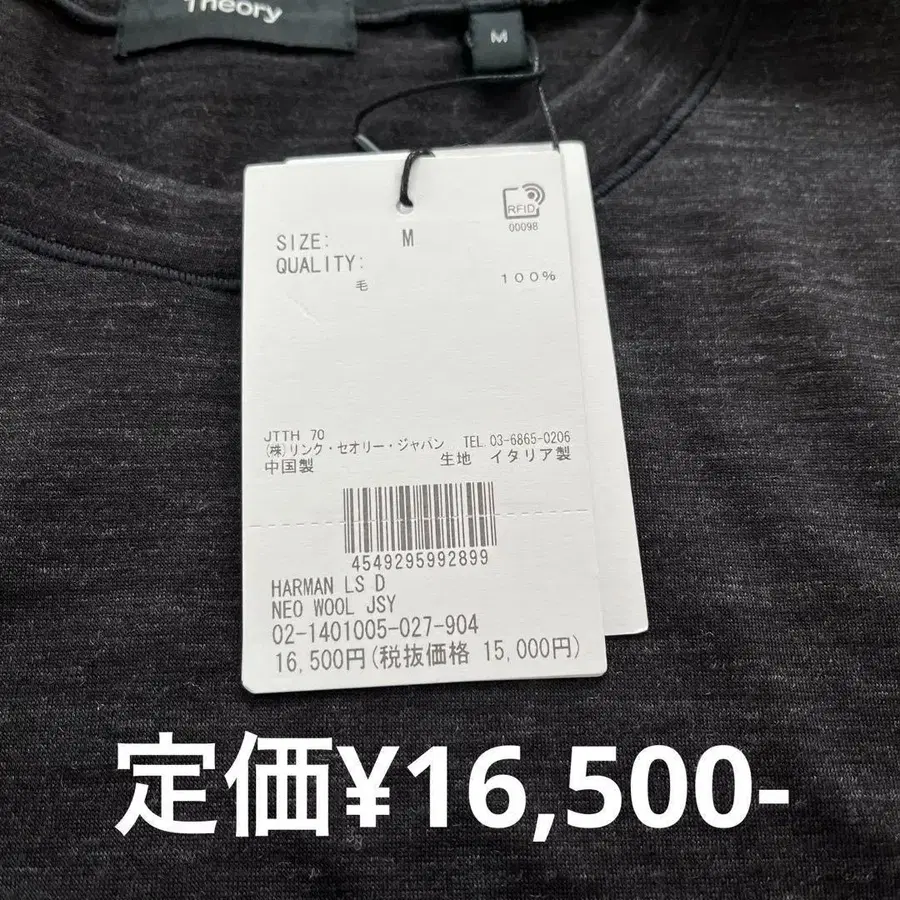 Theory
M
RFID
00098
SIZE: M
QUALITY:
毛 100%
JTTH 70
(株)リンク・セオリー・ジャパン TEL 03-6865-0206
中国製 生地 イタリア製
4549295992899
HARMAN LS D
NEO WOOL JSY
02-1401005-027-904
16,500円(税抜価格 15,000円)
定価¥16,500-